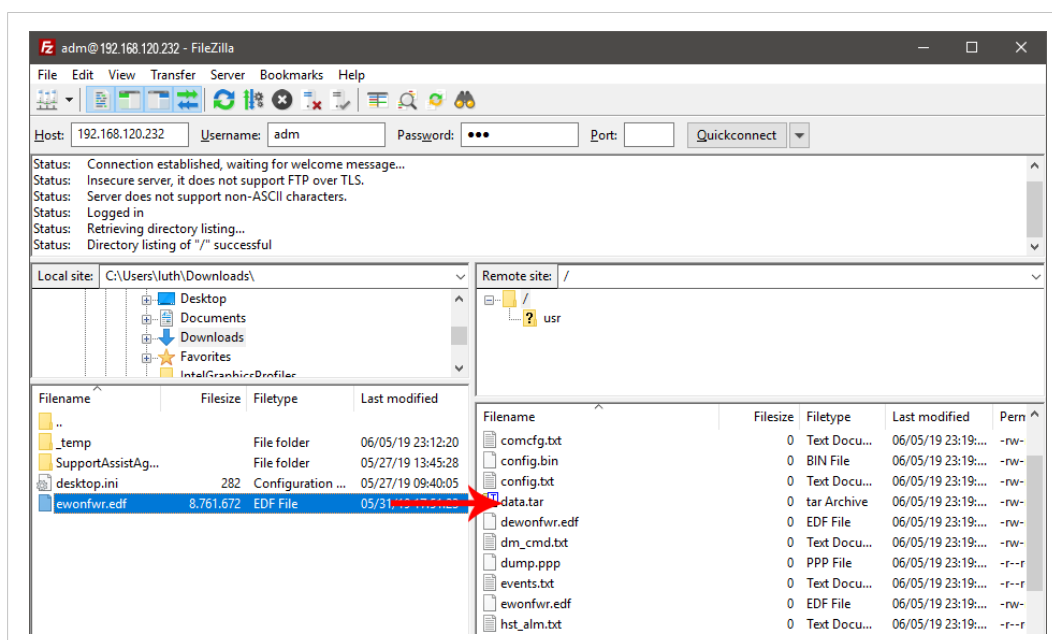 adm@192.168.120.232 - FileZilla
File Edit View Transfer Server Bookmarks Help
Host: 192.168.120.232 Username: adm Password: ●●● Port: Quickconnect
Status: Connection established, waiting for welcome message...
Status: Insecure server, it does not support FTP over TLS.
Status: Server does not support non-ASCII characters.
Status: Logged in
Status: Retrieving directory listing...
Status: Directory listing of "/" successful
Local site: C:\Users\luth\Downloads\
Desktop
Documents
Downloads
Favorites
IntelGraphicsProfiles
Filename Filesize Filetype Last modified
..
_temp File folder 06/05/19 23:12:20
SupportAssistAg... File folder 05/27/19 13:45:28
desktop.ini 282 Configuration ... 05/27/19 09:40:05
ewonfwr.edf 8.761.672 EDF File 05/31/19
Remote site: /
/
? usr
Filename Filesize Filetype Last modified Perm
comcfg.txt 0 Text Docu... 06/05/19 23:19:... -rw-
config.bin 0 BIN File 06/05/19 23:19:... -rw-
config.txt 0 Text Docu... 06/05/19 23:19:... -rw-
data.tar 0 tar Archive 06/05/19 23:19:... -rw-
dewonfwr.edf 0 EDF File 06/05/19 23:19:... -rw-
dm_cmd.txt 0 Text Docu... 06/05/19 23:19:... -rw-
dump.ppp 0 PPP File 06/05/19 23:19:... -r--r
events.txt 0 Text Docu... 06/05/19 23:19:... -r--r
ewonfwr.edf 0 EDF File 06/05/19 23:19:... -rw-
hst_alm.txt 0 Text Docu... 06/05/19 23:19:... -r--r